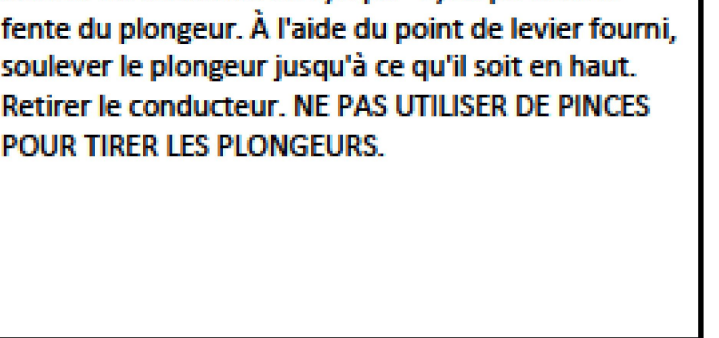 fente du plongeur. À l'aide du point de levier fourni,
soulever le plongeur jusqu'à ce qu'il soit en haut.
Retirer le conducteur. NE PAS UTILISER DE PINCES
POUR TIRER LES PLONGEURS.